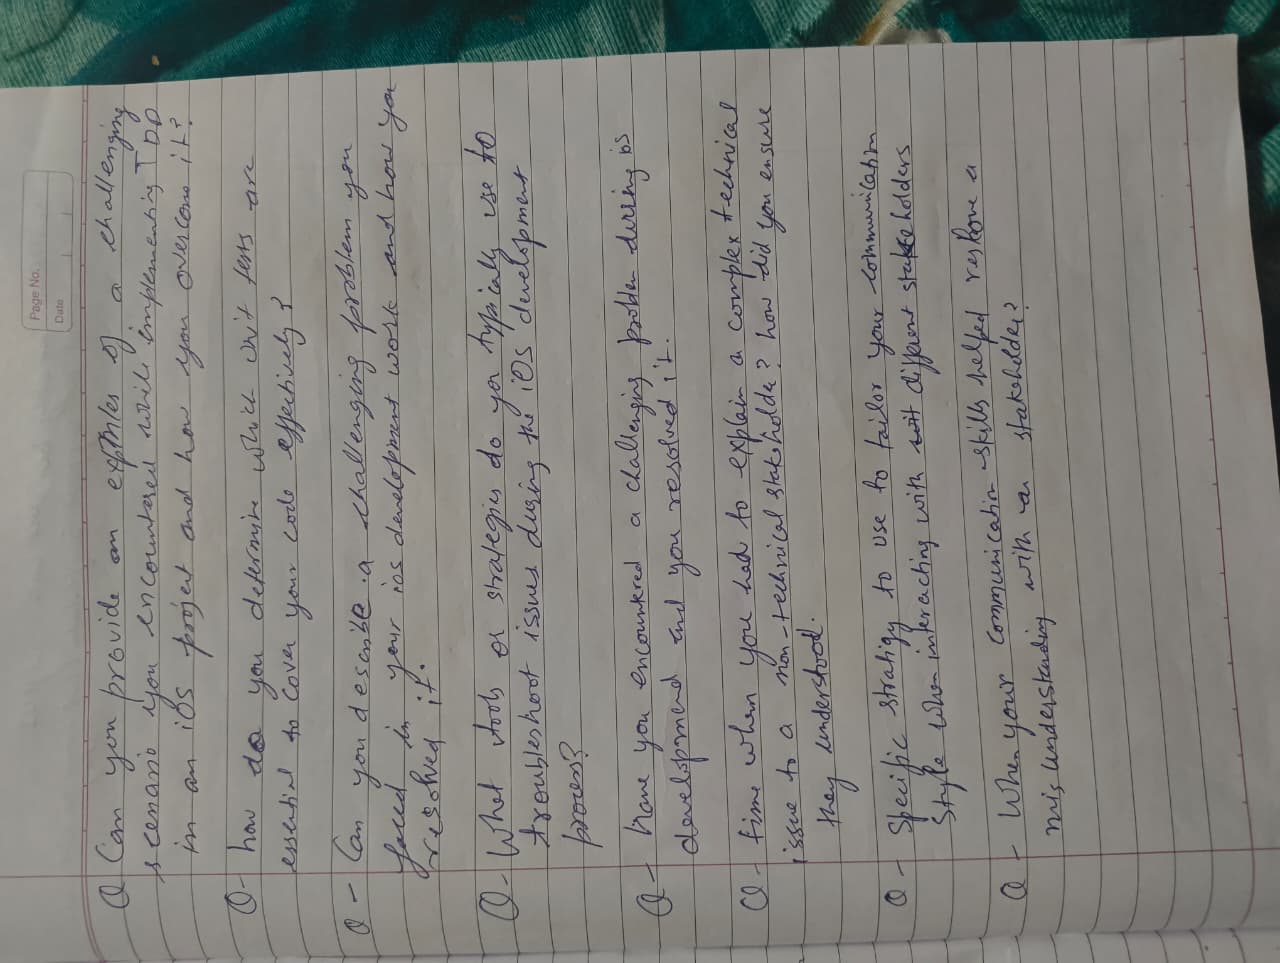 Page No.
Date
Q Can you provide an exptles of a challenging
scenario you encountered while implementing TDD
in an iOS project and how you overcome it?
Q- how do you determine which unit tests are
essential to cover your code effectively?
Q - Can you describe a challenging problem you
faced in your ios development work and how you
resolved it.
Q- What tools or strategies do you typically use to
troubleshoot issues during the iOS development
process?
Q - have you encountered a challenging problem during ios
development and you resolved it.
Q - time when you had to explain a complex technical
issue to a non-technical stakeholde? how did you ensure
they understood.
Q - Specific stratigy to use to tailor your communication
style when interacting with different stakeholders
Q - When your communication skills helped reslove a
misunderstanding with a stakeholder?